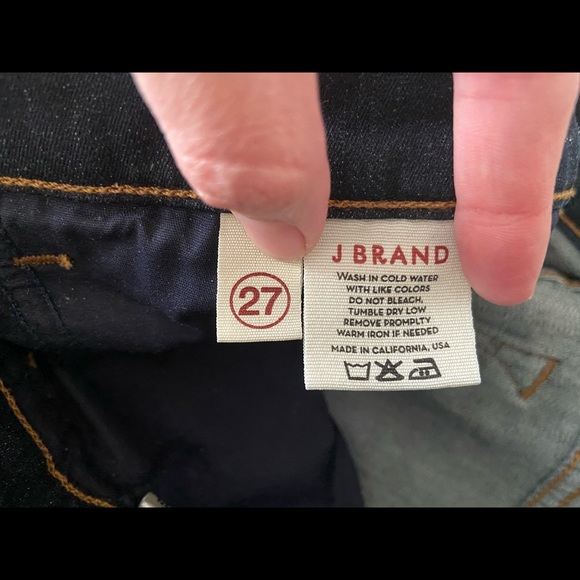 27
J BRAND
WASH IN COLD WATER
WITH LIKE COLORS
DO NOT BLEACH,
TUMBLE DRY LOW
REMOVE PROMPLTY
WARM IRON IF NEEDED
MADE IN CALIFORNIA, USA